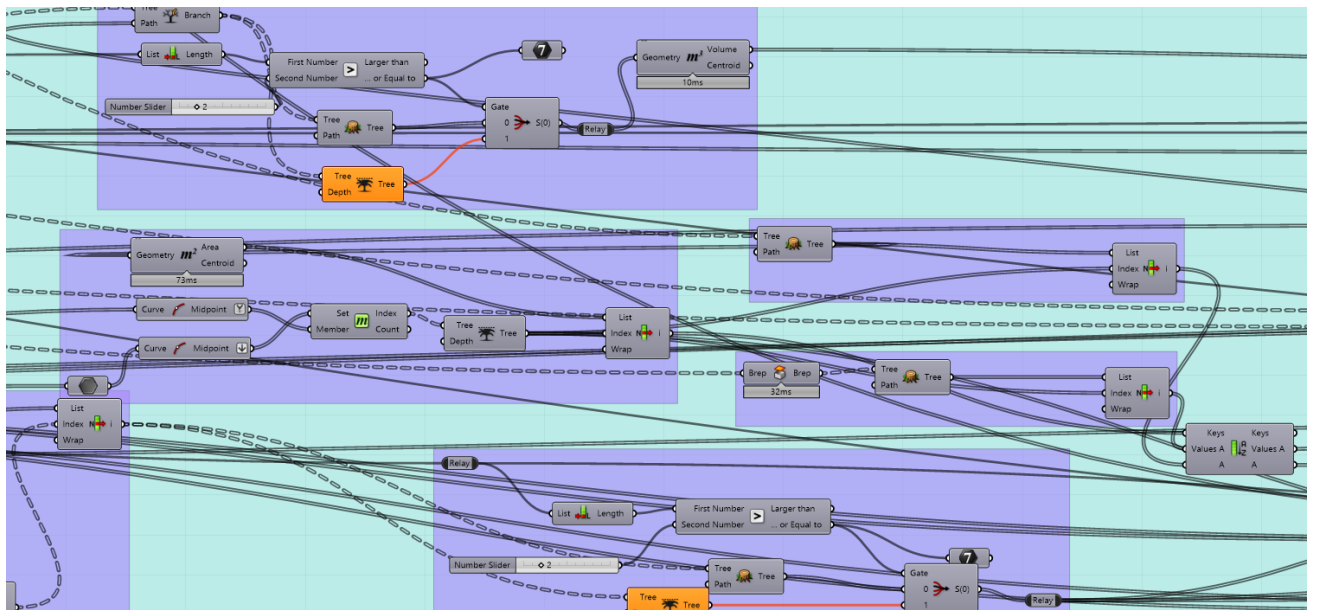 Tree
Path
Branch
List
Length
First Number
Second Number
Larger than
... or Equal to
7
Geometry
m³
Volume
Centroid
10ms
Number Slider
2
Tree
Path
Tree
Gate
0
1
S(0)
Relay
Tree
Depth
Tree
Geometry
m²
Area
Centroid
73ms
Tree
Path
Tree
List
Index
N
i
Wrap
Curve
Midpoint
Set
Member
m
Index
Count
Tree
Depth
Tree
List
Index
N
i
Wrap
Curve
Midpoint
Brep
Brep
32ms
Tree
Path
Tree
List
Index
N
i
Wrap
List
Index
N
i
Wrap
Keys
Values A
A
A
Z
Keys
Values A
A
Relay
List
Length
First Number
Second Number
Larger than
... or Equal to
7
Number Slider
2
Tree
Path
Tree
Gate
0
1
S(0)
Relay
Tree
Tree